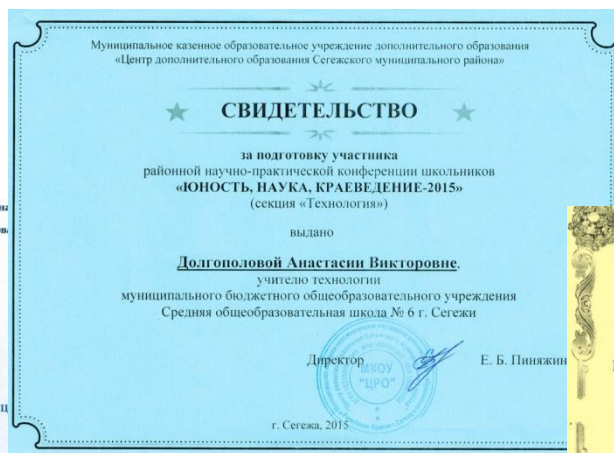 Муниципальное казенное образовательное учреждение дополнительного образования
«Центр дополнительного образования Сегежского муниципального района»
СВИДЕТЕЛЬСТВО
за подготовку участника
районной научно-практической конференции школьников
«ЮНОСТЬ, НАУКА, КРАЕВЕДЕНИЕ-2015»
(секция «Технология»)
выдано
Долгополовой Анастасии Викторовне,
учителю технологии
муниципального бюджетного общеобразовательного учреждения
Средняя общеобразовательная школа № 6 г. Сегежи
Директор Е. Б. Пиняжин
МКОУ
"ЦРО"
г. Сегежа, 2015